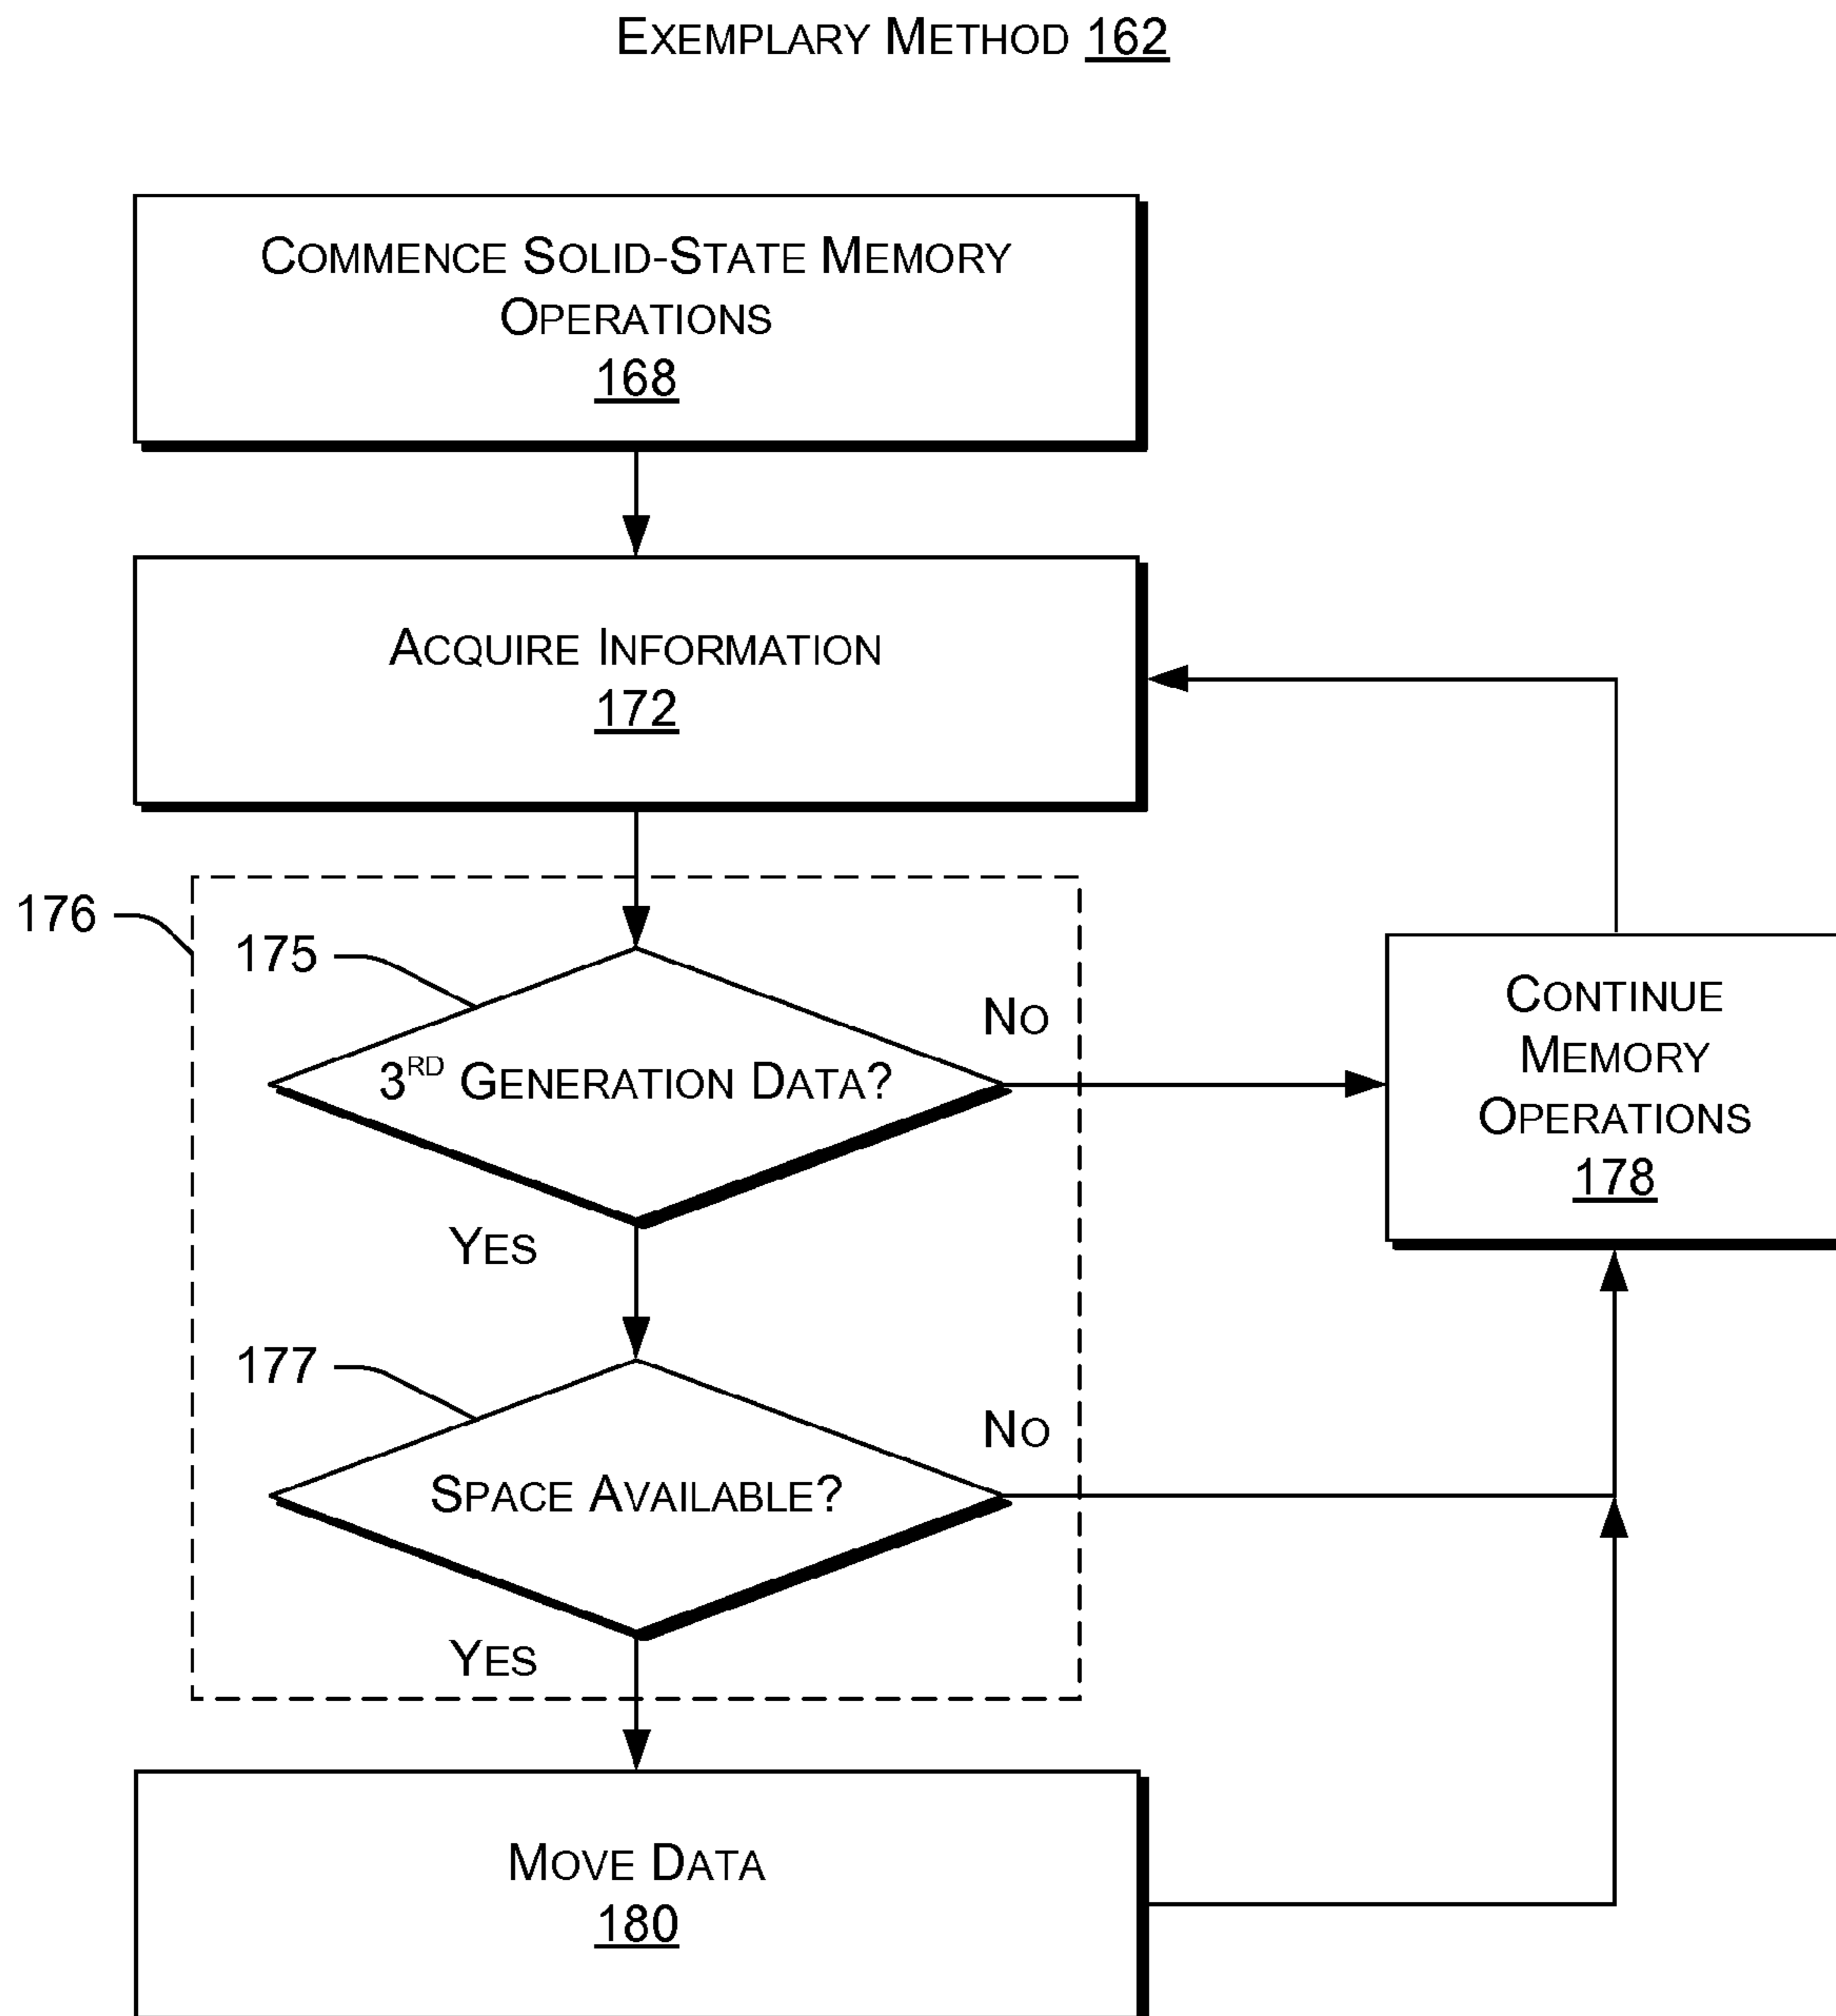 EXEMPLARY METHOD 162
COMMENCE SOLID-STATE MEMORY
OPERATIONS
168
ACQUIRE INFORMATION
172
176
175
NO
3RD GENERATION DATA?
YES
CONTINUE
MEMORY
OPERATIONS
178
177
NO
SPACE AVAILABLE?
YES
MOVE DATA
180